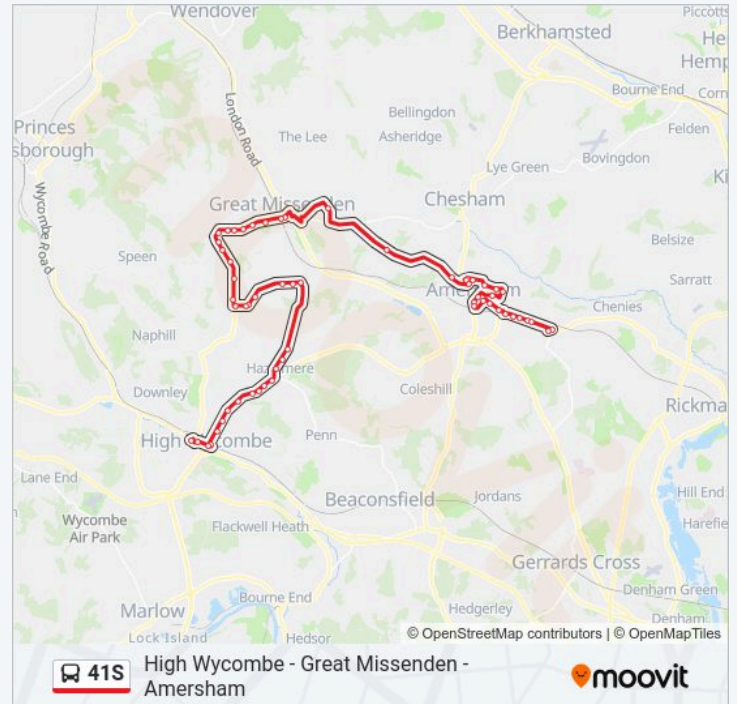 Wendover
Piccotts
Berkhamsted
He
Hemp
Bourne End
Corn
London Road
Bellingdon
Princes
sborough
The Lee
Asheridge
Felden
Bovingdon
Lye Green
Ki
Wycombe Road
Great Missenden
Chesham
Belsize
Speen
Sarratt
Amersham
Chenies
Naphill
Hazlemere
Downley
Coleshill
Rickma
High Wycombe
Penn
Lane End
Beaconsfield
Jordans
Hill End
Wycombe
Air Park
Harefie
Flackwell Heath
Gerrards Cross
Bourne End
Denham Green
Marlow
Hedgerley
Denham
Lock Island
Hedsor
© OpenStreetMap contributors | © OpenMapTiles
41S
High Wycombe - Great Missenden -
Amersham
moovit